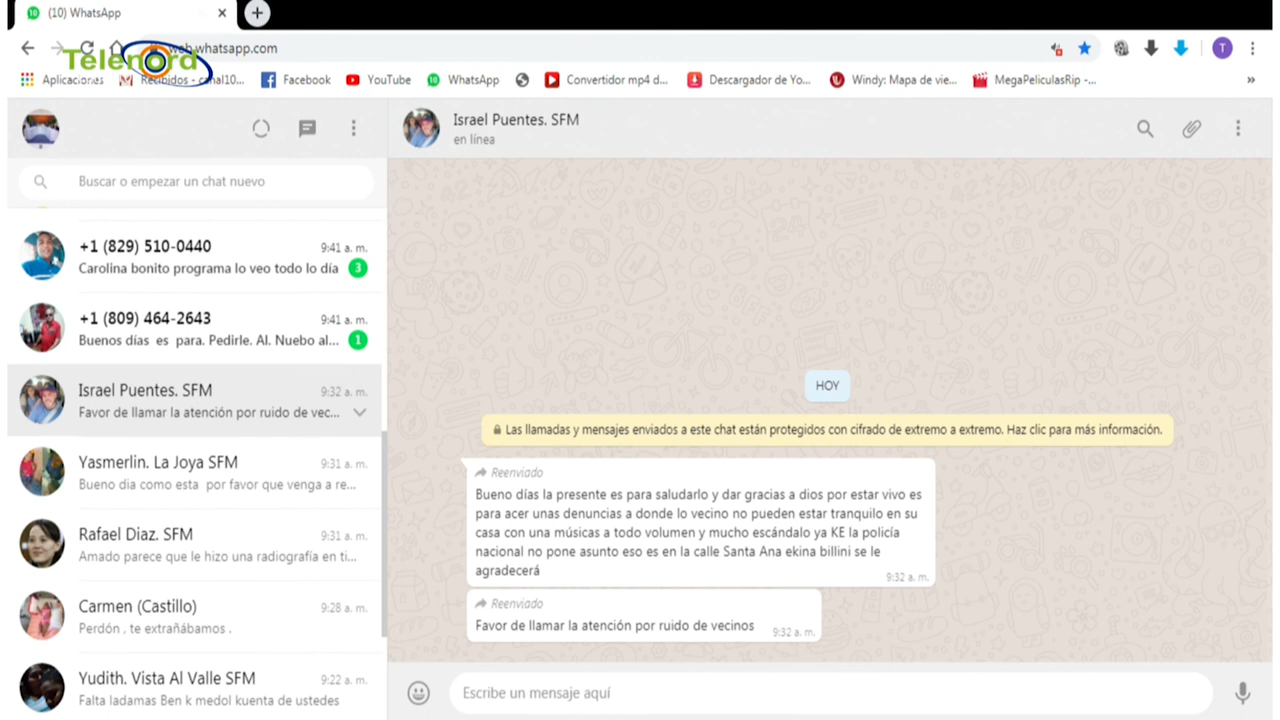 (10) WhatsApp
Telenord
web.whatsapp.com
T
Aplicaciones
Recibidos - canal10...
Facebook
YouTube
WhatsApp
Convertidor mp4 d...
Descargador de Yo...
Windy: Mapa de vie...
MegaPeliculasRip -...
»
Israel Puentes. SFM
en línea
Buscar o empezar un chat nuevo
+1 (829) 510-0440
9:41 a. m.
Carolina bonito programa lo veo todo lo día
3
+1 (809) 464-2643
9:41 a. m.
Buenos días es para. Pedirle. Al. Nuebo al...
1
Israel Puentes. SFM
9:32 a. m.
Favor de llamar la atención por ruido de vec...
Yasmerlin. La Joya SFM
9:31 a. m.
Bueno dia como esta por favor que venga a re...
Rafael Diaz. SFM
9:31 a. m.
Amado parece que le hizo una radiografía en ti...
Carmen (Castillo)
9:28 a. m.
Perdón , te extrañábamos .
Yudith. Vista Al Valle SFM
9:22 a. m.
Falta ladamas Ben k medol kuenta de ustedes
HOY
Las llamadas y mensajes enviados a este chat están protegidos con cifrado de extremo a extremo. Haz clic para más información.
Reenviado
Bueno días la presente es para saludarlo y dar gracias a dios por estar vivo es
para acer unas denuncias a donde lo vecino no pueden estar tranquilo en su
casa con una músicas a todo volumen y mucho escándalo ya KE la policía
nacional no pone asunto eso es en la calle Santa Ana ekina billini se le
agradecerá
9:32 a. m.
Reenviado
Favor de llamar la atención por ruido de vecinos
9:32 a. m.
Escribe un mensaje aquí